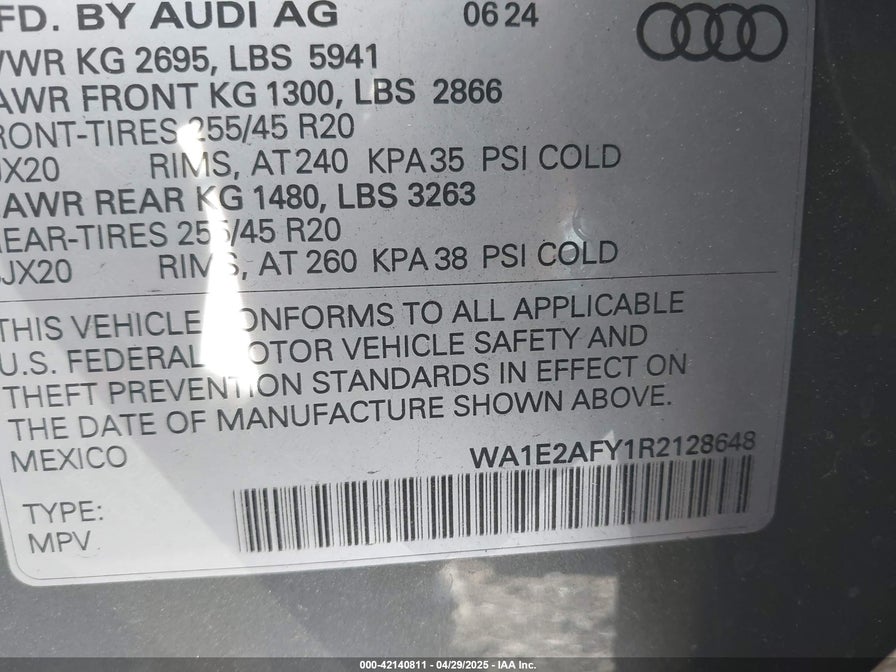 FD. BY AUDI AG 06 24
VWR KG 2695, LBS 5941
AWR FRONT KG 1300, LBS 2866
RONT-TIRES 255/45 R20
JX20 RIMS, AT 240 KPA 35 PSI COLD
AWR REAR KG 1480, LBS 3263
EAR-TIRES 255/45 R20
JX20 RIMS, AT 260 KPA 38 PSI COLD
THIS VEHICLE CONFORMS TO ALL APPLICABLE
U.S. FEDERAL MOTOR VEHICLE SAFETY AND
THEFT PREVENTION STANDARDS IN EFFECT ON
THE DATE OF MANUFACTURE SHOWN ABOVE.
MEXICO WA1E2AFY1R2128648
TYPE:
MPV
000-42140811 - 04/29/2025 - IAA Inc.